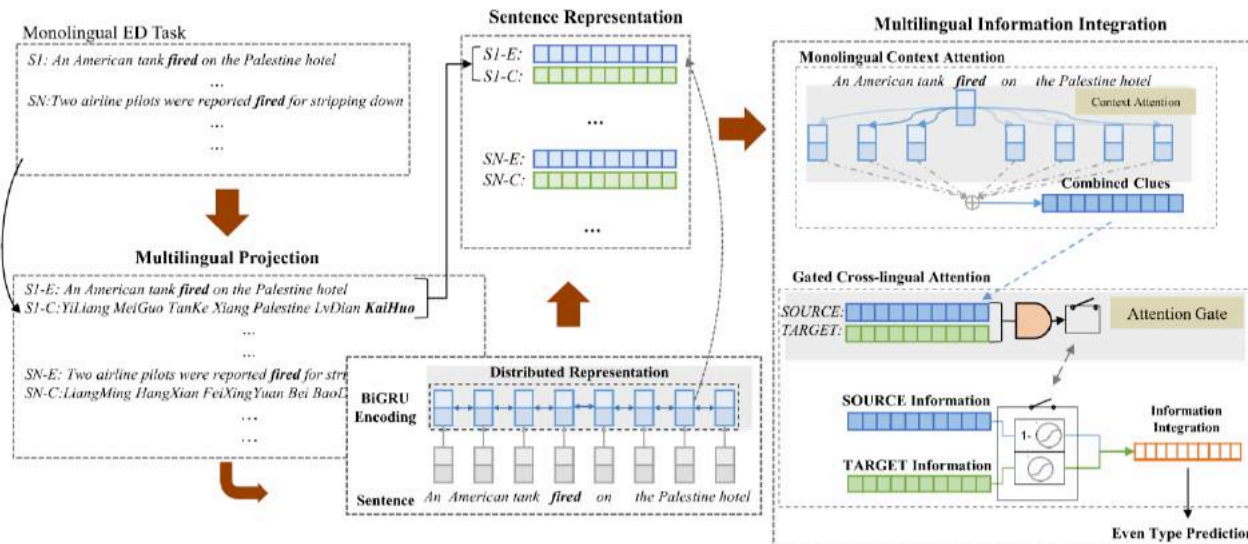 Monolingual ED Task
S1: An American tank fired on the Palestine hotel
...
SN:Two airline pilots were reported fired for stripping down
...
...
Multilingual Projection
S1-E: An American tank fired on the Palestine hotel
S1-C:YiLiang MeiGuo TanKe Xiang Palestine LvDian KaiHuo
...
...
SN-E: Two airline pilots were reported fired for
SN-C:LiangMing HangXian FeiXingYuan Bei
...
...
Sentence Representation
S1-E:
S1-C:
...
SN-E:
SN-C:
...
Distributed Representation
BiGRU
Encoding
Sentence
An American tank fired on the Palestine hotel
Multilingual Information Integration
Monolingual Context Attention
An American tank fired on the Palestine hotel
Context Attention
Combined Clues
Gated Cross-lingual Attention
SOURCE:
TARGET:
Attention Gate
SOURCE Information
1-
TARGET Information
Information
Integration
Even Type Prediction